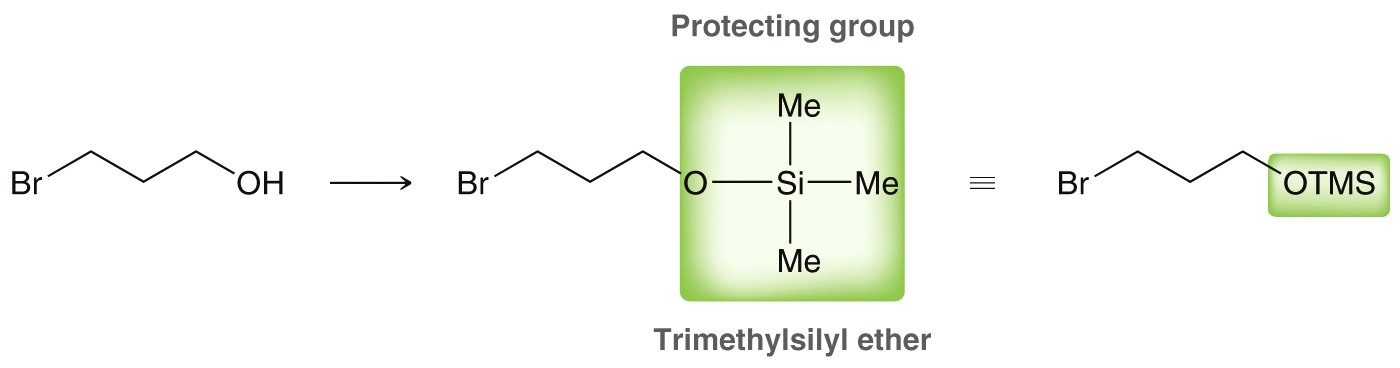 Protecting group
Me
Br OH Br O Si Me ≡ Br OTMS
Me
Trimethylsilyl ether